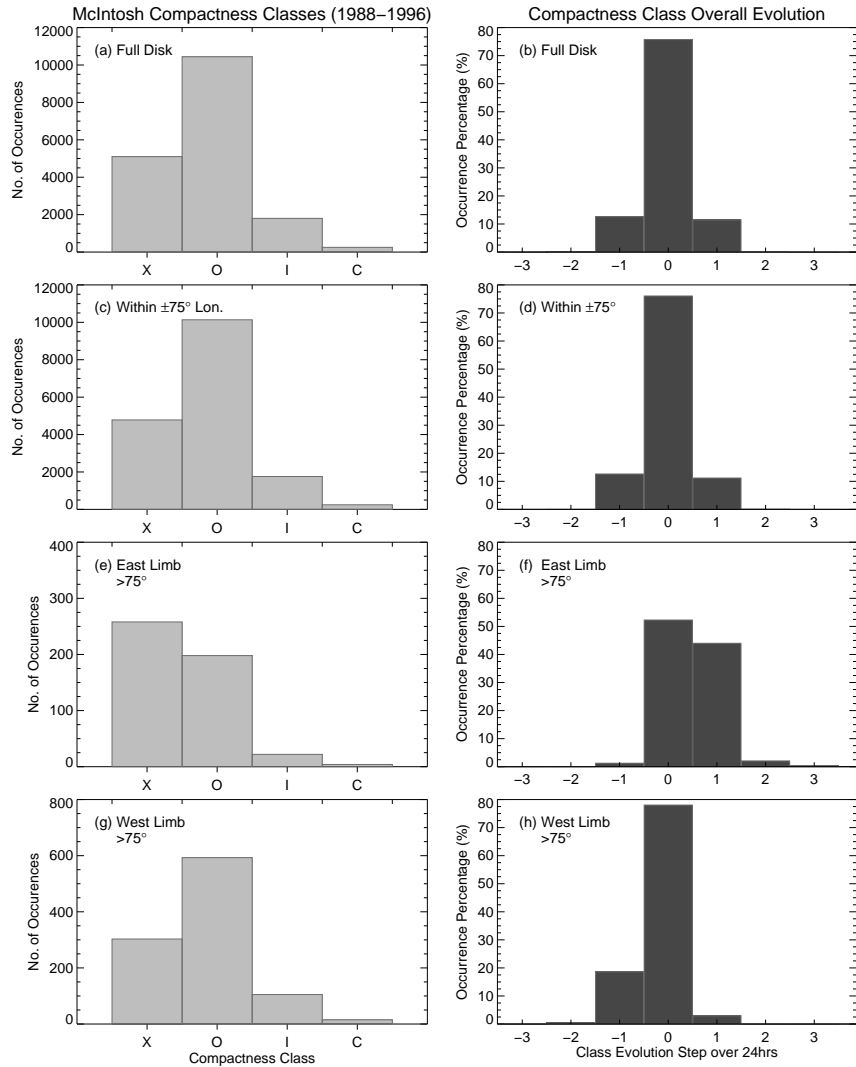 McIntosh Compactness Classes (1988−1996)
Compactness Class Overall Evolution
(a) Full Disk
No. of Occurences
12000
10000
8000
6000
4000
2000
0
X O I C
(b) Full Disk
Occurrence Percentage (%)
80
70
60
50
40
30
20
10
0
−3 −2 −1 0 1 2 3
(c) Within ±75° Lon.
No. of Occurences
12000
10000
8000
6000
4000
2000
0
X O I C
(d) Within ±75°
Occurrence Percentage (%)
80
70
60
50
40
30
20
10
0
−3 −2 −1 0 1 2 3
(e) East Limb
>75°
No. of Occurences
400
300
200
100
0
X O I C
(f) East Limb
>75°
Occurrence Percentage (%)
80
70
60
50
40
30
20
10
0
−3 −2 −1 0 1 2 3
(g) West Limb
>75°
No. of Occurences
800
600
400
200
0
X O I C
Compactness Class
(h) West Limb
>75°
Occurrence Percentage (%)
80
70
60
50
40
30
20
10
0
−3 −2 −1 0 1 2 3
Class Evolution Step over 24hrs